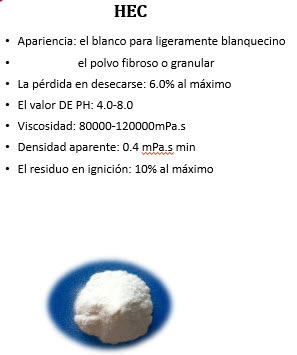 HEC
• Apariencia: el blanco para ligeramente blanquecino
• el polvo fibroso o granular
• La pérdida en desecarse: 6.0% al máximo
• El valor DE PH: 4.0-8.0
• Viscosidad: 80000-120000mPa.s
• Densidad aparente: 0.4 mPa.s min
• El residuo en ignición: 10% al máximo